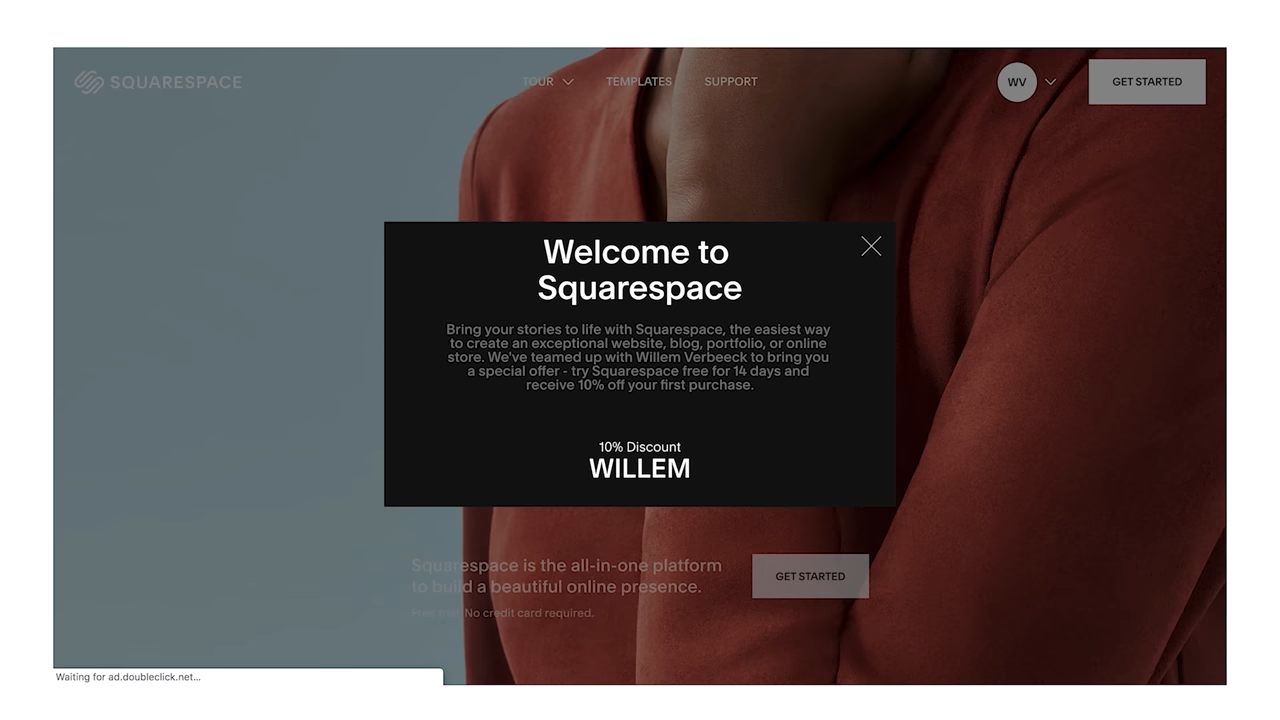 SQUARESPACE
TOUR
TEMPLATES
SUPPORT
WV
GET STARTED
Welcome to
Squarespace
Bring your stories to life with Squarespace, the easiest way
to create an exceptional website, blog, portfolio, or online
store. We've teamed up with Willem Verbeeck to bring you
a special offer - try Squarespace free for 14 days and
receive 10% off your first purchase.
10% Discount
WILLEM
Squarespace is the all-in-one platform
to build a beautiful online presence.
GET STARTED
Free trial. No credit card required.
Waiting for ad.doubleclick.net...